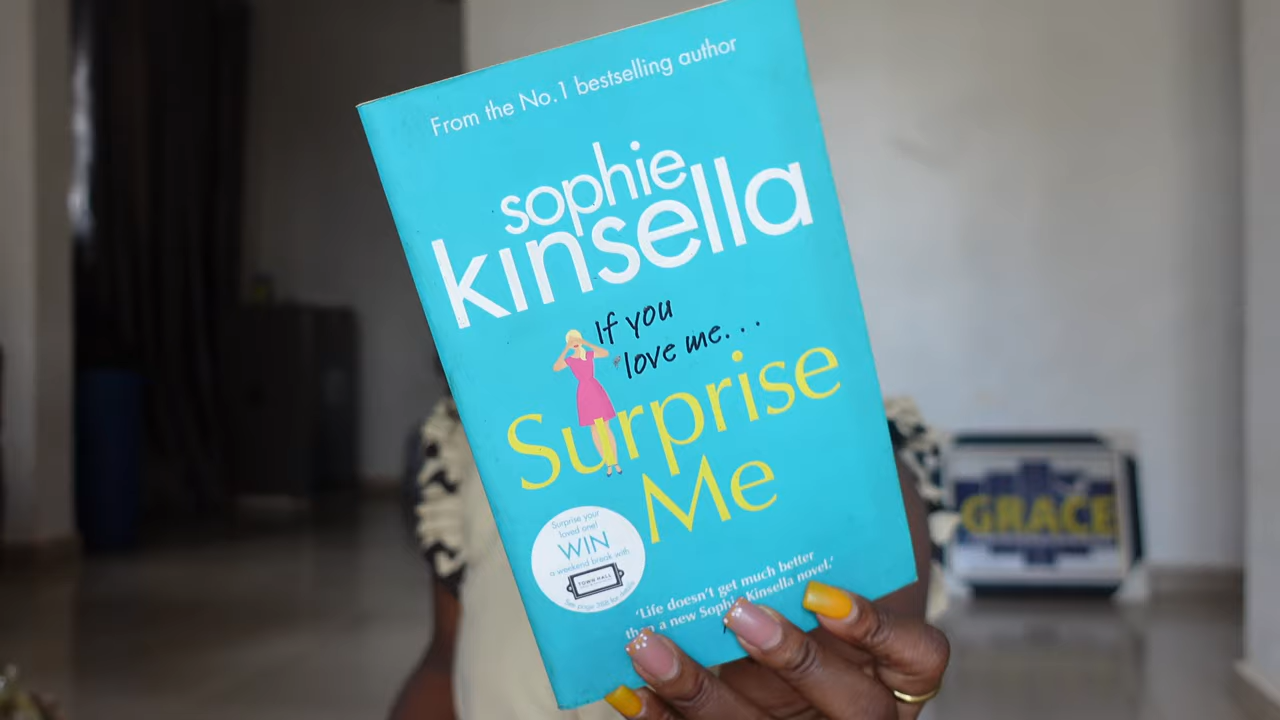 From the No.1 bestselling author
sophie
kinsella
If you
love me...
Surprise
Me
Surprise your
loved one!
WIN
a weekend break with
TOWN HALL
'Life doesn't get much better
than a new Sophie Kinsella novel.'
GRACE